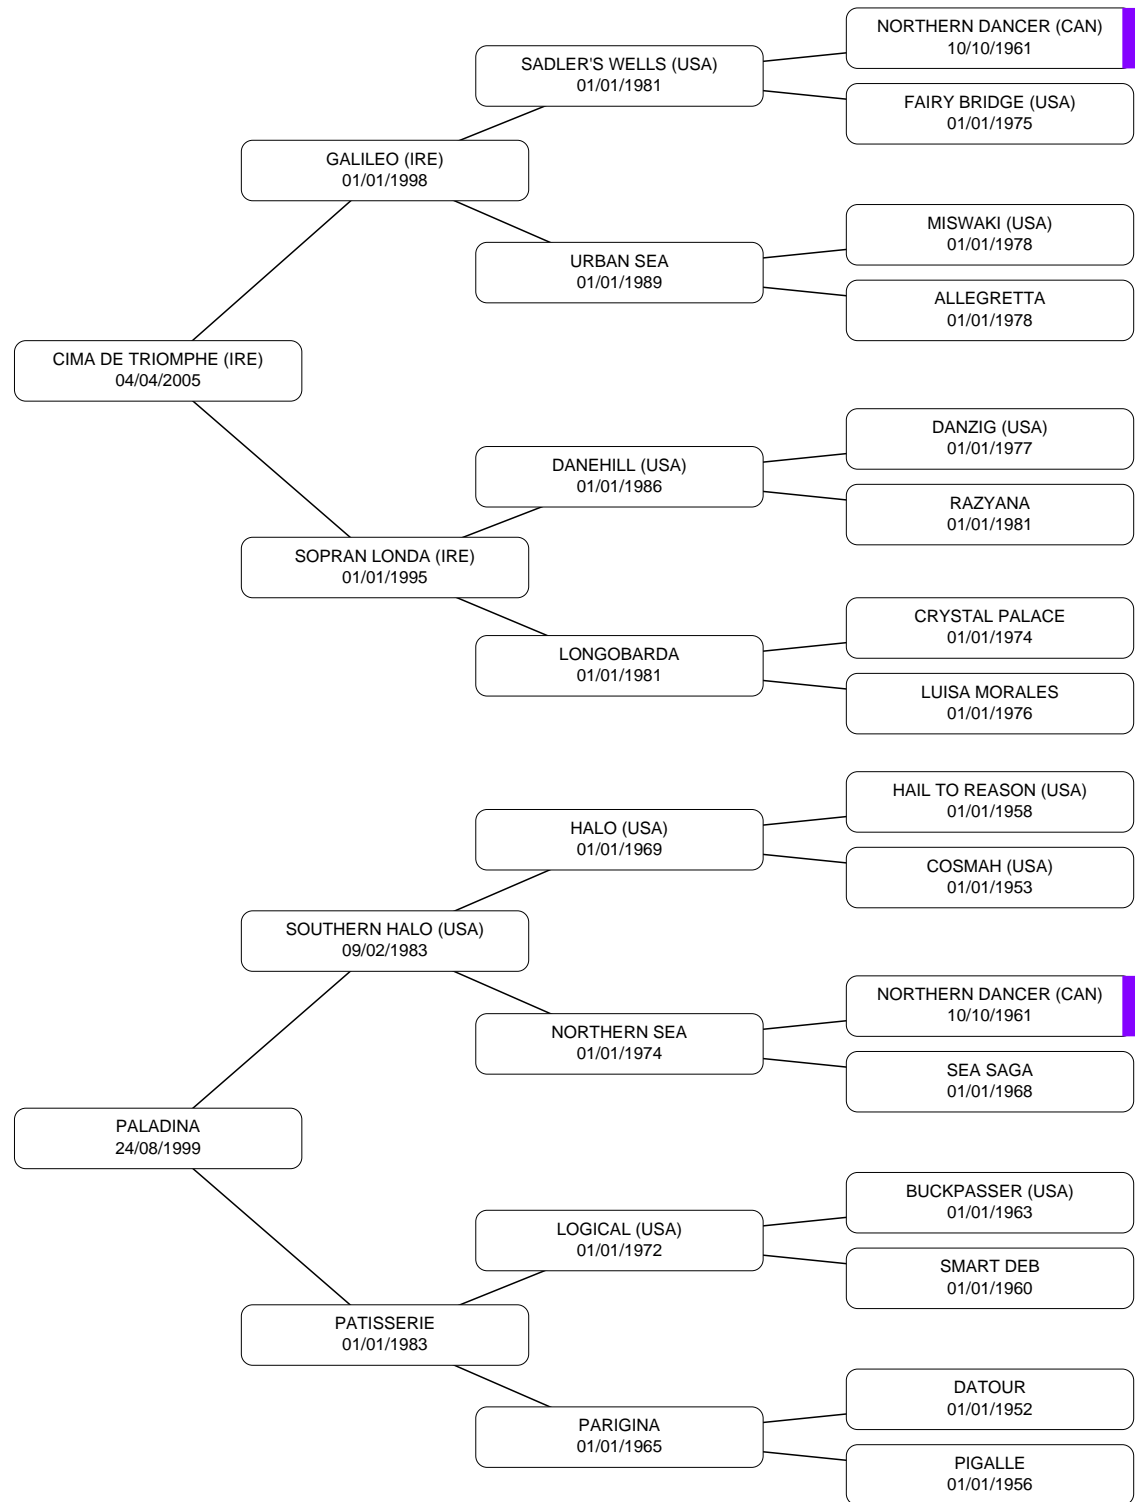 NORTHERN DANCER (CAN)
10/10/1961
SADLER'S WELLS (USA)
01/01/1981
FAIRY BRIDGE (USA)
01/01/1975
GALILEO (IRE)
01/01/1998
MISWAKI (USA)
01/01/1978
URBAN SEA
01/01/1989
ALLEGRETTA
01/01/1978
CIMA DE TRIOMPHE (IRE)
04/04/2005
DANZIG (USA)
01/01/1977
DANEHILL (USA)
01/01/1986
RAZYANA
01/01/1981
SOPRAN LONDA (IRE)
01/01/1995
CRYSTAL PALACE
01/01/1974
LONGOBARDA
01/01/1981
LUISA MORALES
01/01/1976
HAIL TO REASON (USA)
01/01/1958
HALO (USA)
01/01/1969
COSMAH (USA)
01/01/1953
SOUTHERN HALO (USA)
09/02/1983
NORTHERN DANCER (CAN)
10/10/1961
NORTHERN SEA
01/01/1974
SEA SAGA
01/01/1968
PALADINA
24/08/1999
BUCKPASSER (USA)
01/01/1963
LOGICAL (USA)
01/01/1972
SMART DEB
01/01/1960
PATISSERIE
01/01/1983
DATOUR
01/01/1952
PARIGINA
01/01/1965
PIGALLE
01/01/1956